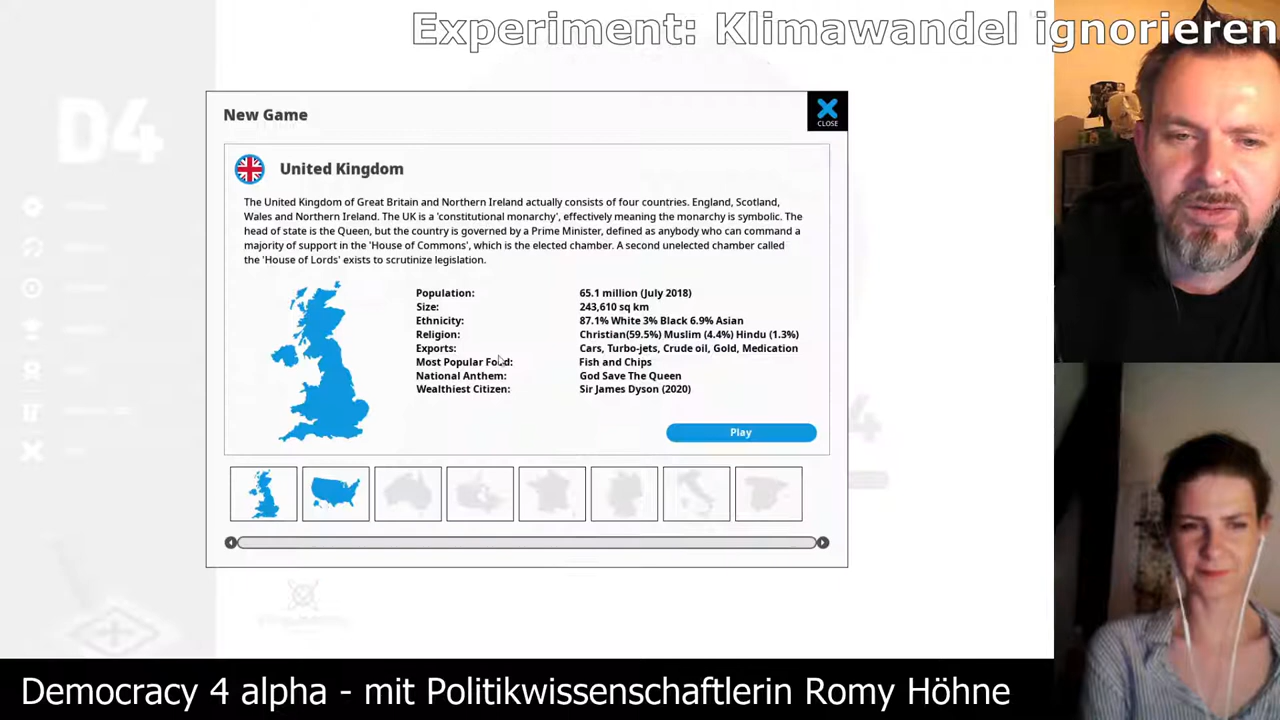 Experiment: Klimawandel ignorieren
D4
New Game
CLOSE
United Kingdom
The United Kingdom of Great Britain and Northern Ireland actually consists of four countries. England, Scotland,
Wales and Northern Ireland. The UK is a 'constitutional monarchy', effectively meaning the monarchy is symbolic. The
head of state is the Queen, but the country is governed by a Prime Minister, defined as anybody who can command a
majority of support in the 'House of Commons', which is the elected chamber. A second unelected chamber called
the 'House of Lords' exists to scrutinize legislation.
Population: 65.1 million (July 2018)
Size: 243,610 sq km
Ethnicity: 87.1% White 3% Black 6.9% Asian
Religion: Christian(59.5%) Muslim (4.4%) Hindu (1.3%)
Exports: Cars, Turbo-jets, Crude oil, Gold, Medication
Most Popular Food: Fish and Chips
National Anthem: God Save The Queen
Wealthiest Citizen: Sir James Dyson (2020)
Play
Democracy 4 alpha - mit Politikwissenschaftlerin Romy Höhne